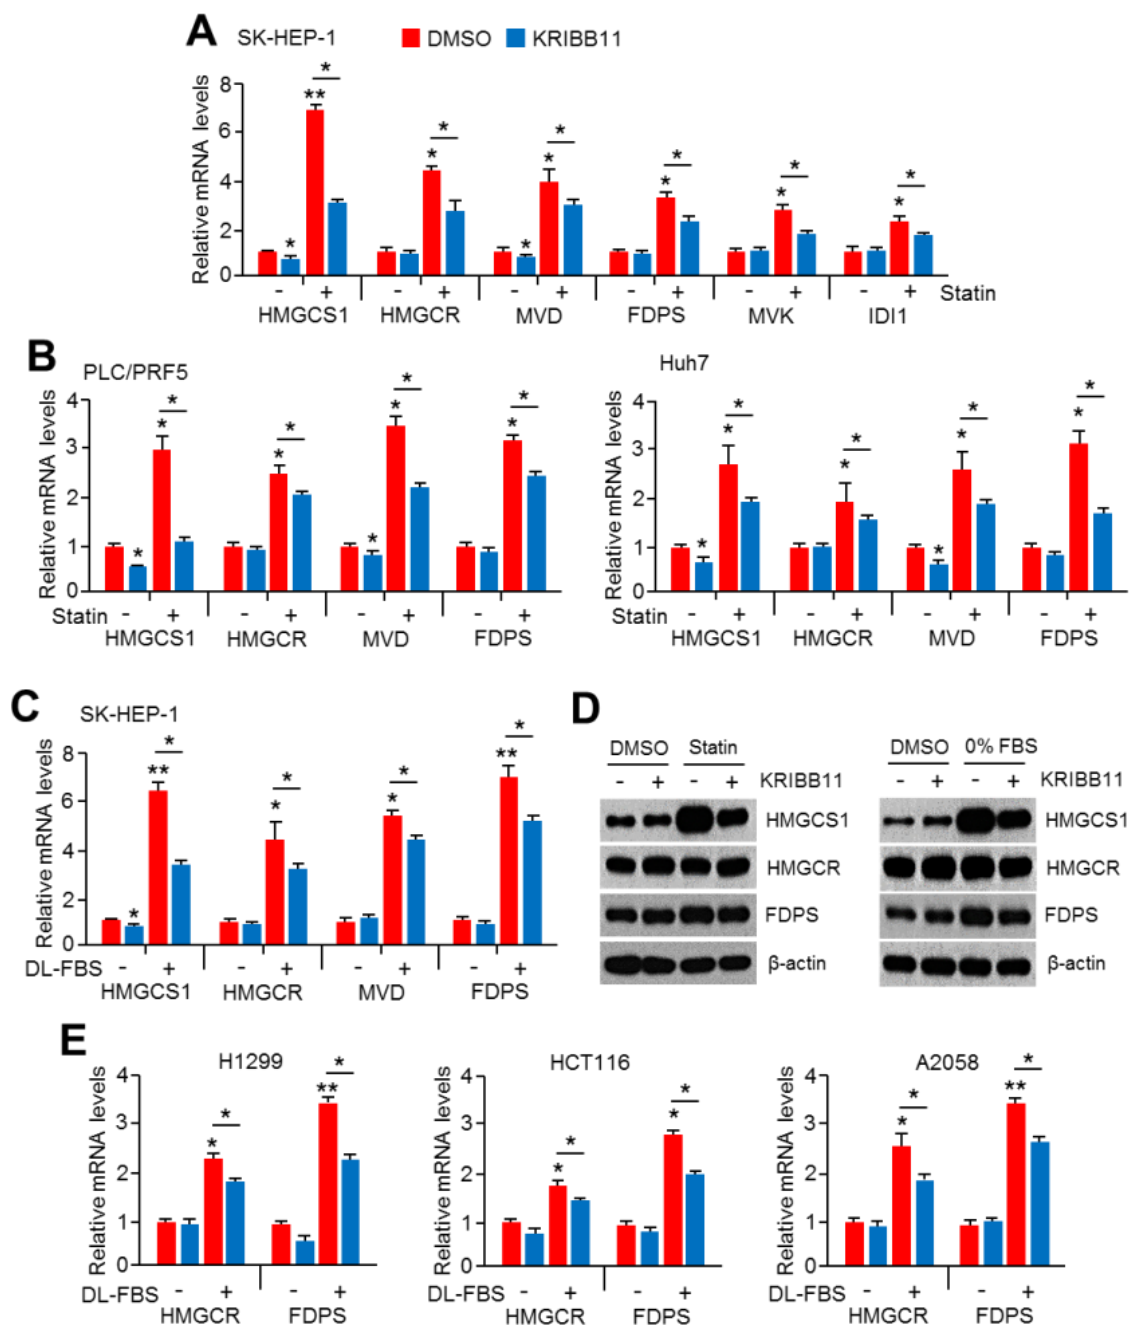 A SK-HEP-1 DMSO KRIBB11
Relative mRNA levels
8
6
4
2
0
** * * * * * * * * * * * * *
- + - + - + - + - + - + Statin
HMGCS1 HMGCR MVD FDPS MVK IDI1
B
PLC/PRF5
Relative mRNA levels
4
3
2
1
0
* * * * * * * * * *
Statin - + - + - + - +
HMGCS1 HMGCR MVD FDPS
Huh7
Relative mRNA levels
4
3
2
1
0
* * * * * * * * * *
Statin - + - + - + - +
HMGCS1 HMGCR MVD FDPS
C
SK-HEP-1
Relative mRNA levels
8
6
4
2
0
* ** * * * * * ** *
DL-FBS - + - + - + - +
HMGCS1 HMGCR MVD FDPS
D
DMSO Statin
- + - + KRIBB11
HMGCS1
HMGCR
FDPS
β-actin
DMSO 0% FBS
- + - + KRIBB11
HMGCS1
HMGCR
FDPS
β-actin
E
H1299
Relative mRNA levels
4
3
2
1
0
* * ** *
DL-FBS - + - +
HMGCR FDPS
HCT116
Relative mRNA levels
4
3
2
1
0
* * * *
DL-FBS - + - +
HMGCR FDPS
A2058
Relative mRNA levels
4
3
2
1
0
* * ** *
DL-FBS - + - +
HMGCR FDPS